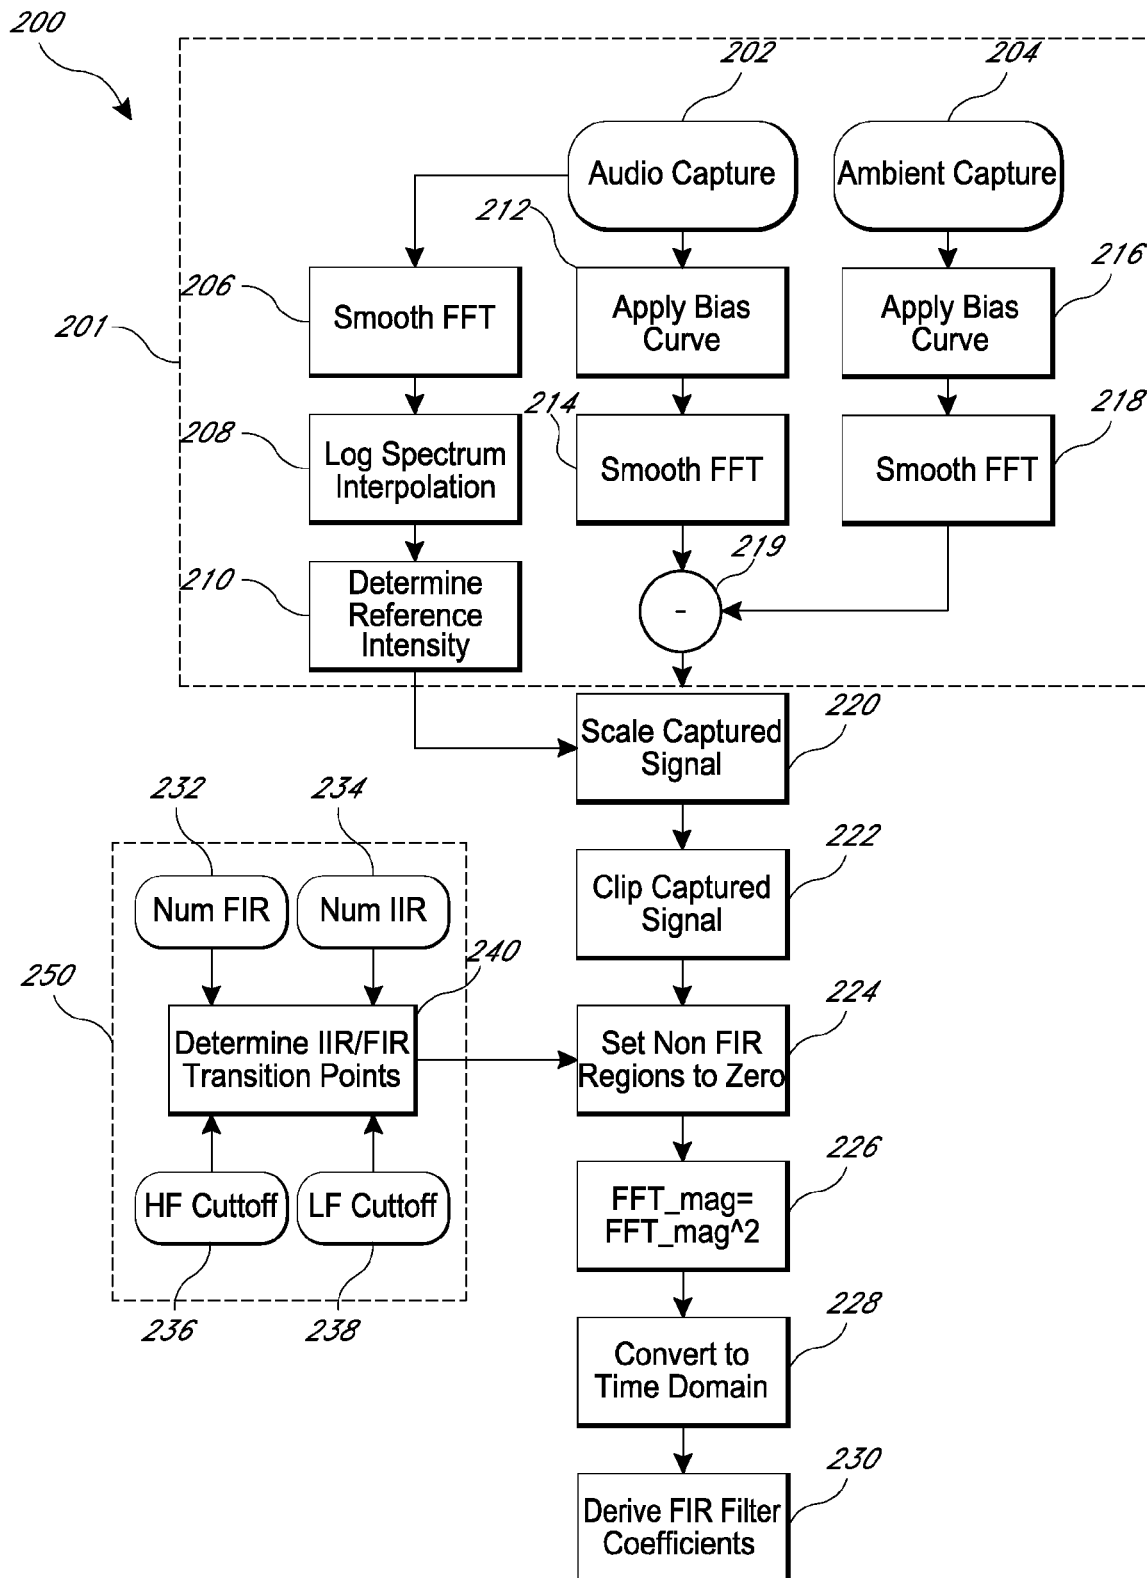 200
202
204
Audio Capture
Ambient Capture
212
206
216
Smooth FFT
Apply Bias
Curve
Apply Bias
Curve
201
214
218
208
Log Spectrum
Interpolation
Smooth FFT
Smooth FFT
219
210
Determine
Reference
Intensity
-
220
Scale Captured
Signal
232
234
222
Num FIR
Num IIR
Clip Captured
Signal
250
240
224
Determine IIR/FIR
Transition Points
Set Non FIR
Regions to Zero
226
HF Cuttoff
LF Cuttoff
FFT_mag=
FFT_mag^2
236
238
228
Convert to
Time Domain
230
Derive FIR Filter
Coefficients